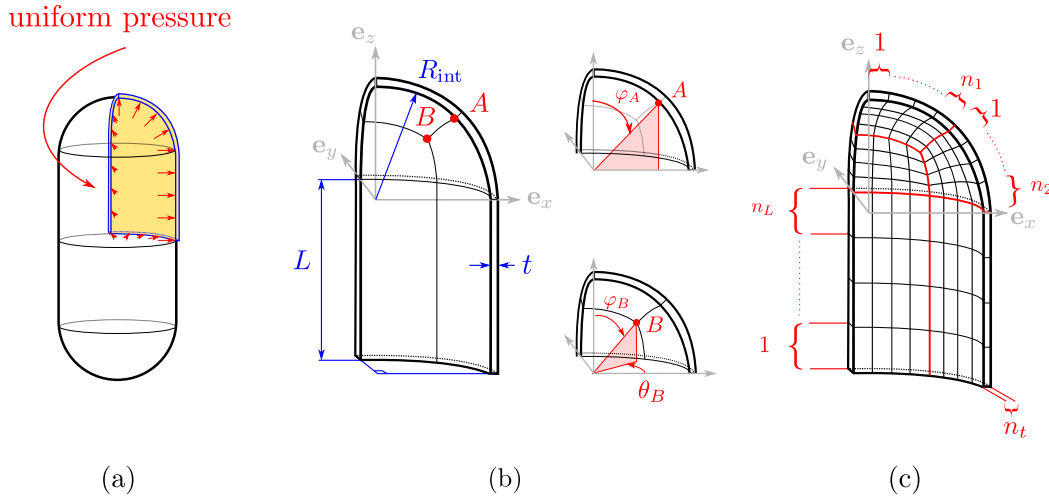 uniform pressure
(a)
e_z
R_int
A
B
e_y
e_x
L
t
φ_A
A
φ_B
B
θ_B
(b)
e_z
1
n_1
1
e_y
n_2
e_x
n_L
1
n_t
(c)